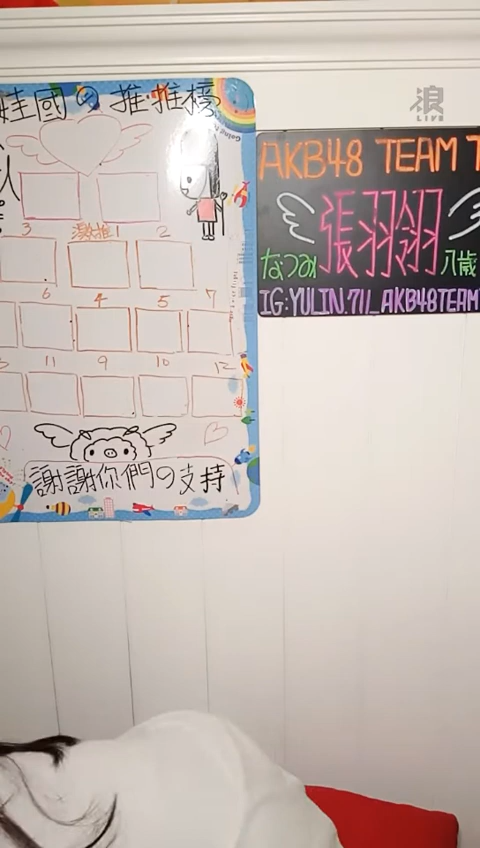 娃國の推推榜
3 激推1 2
6 4 5 7
11 9 10 12
謝謝你們の支持
浪
LIVE
AKB48 TEAM T
張羽翎
なつみ
八歲
IG:YULIN.711_AKB48TEAM